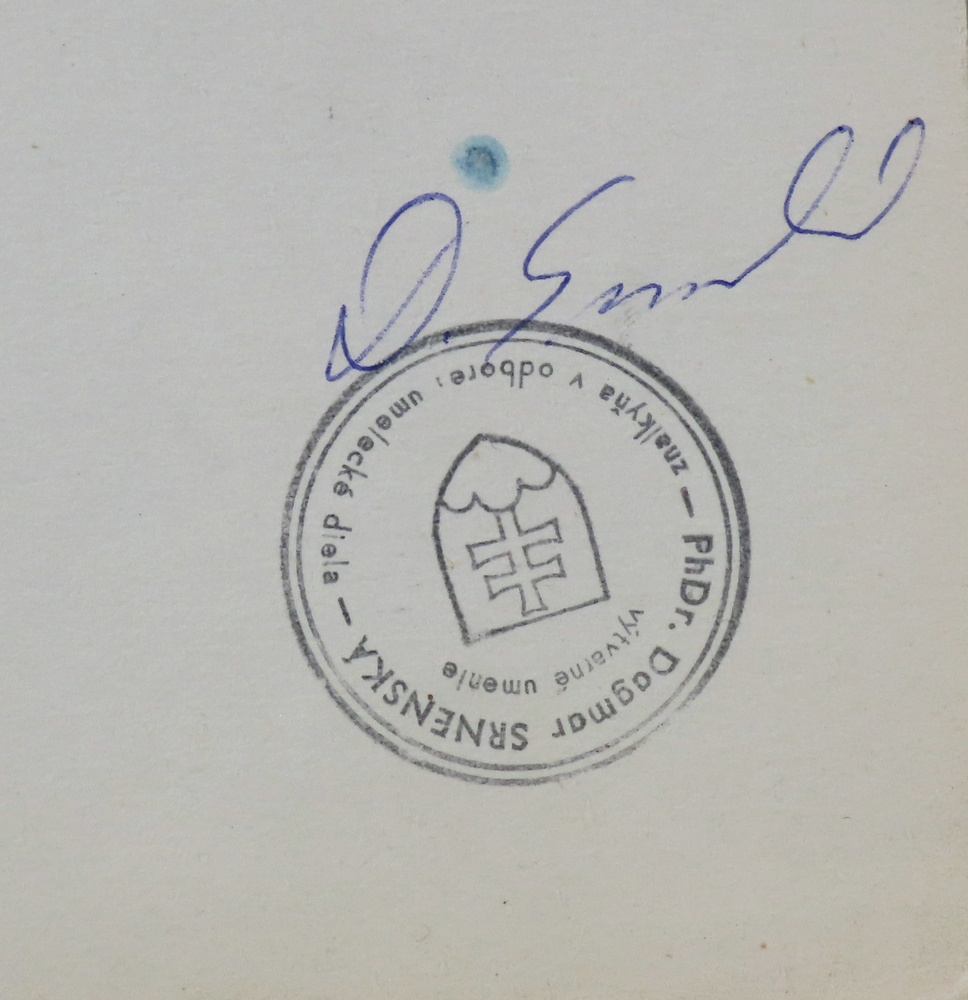 PhDr. Dagmar SRNENSKÁ – znalkyňa v odbore: umelecké diela –
výtvarné umenie